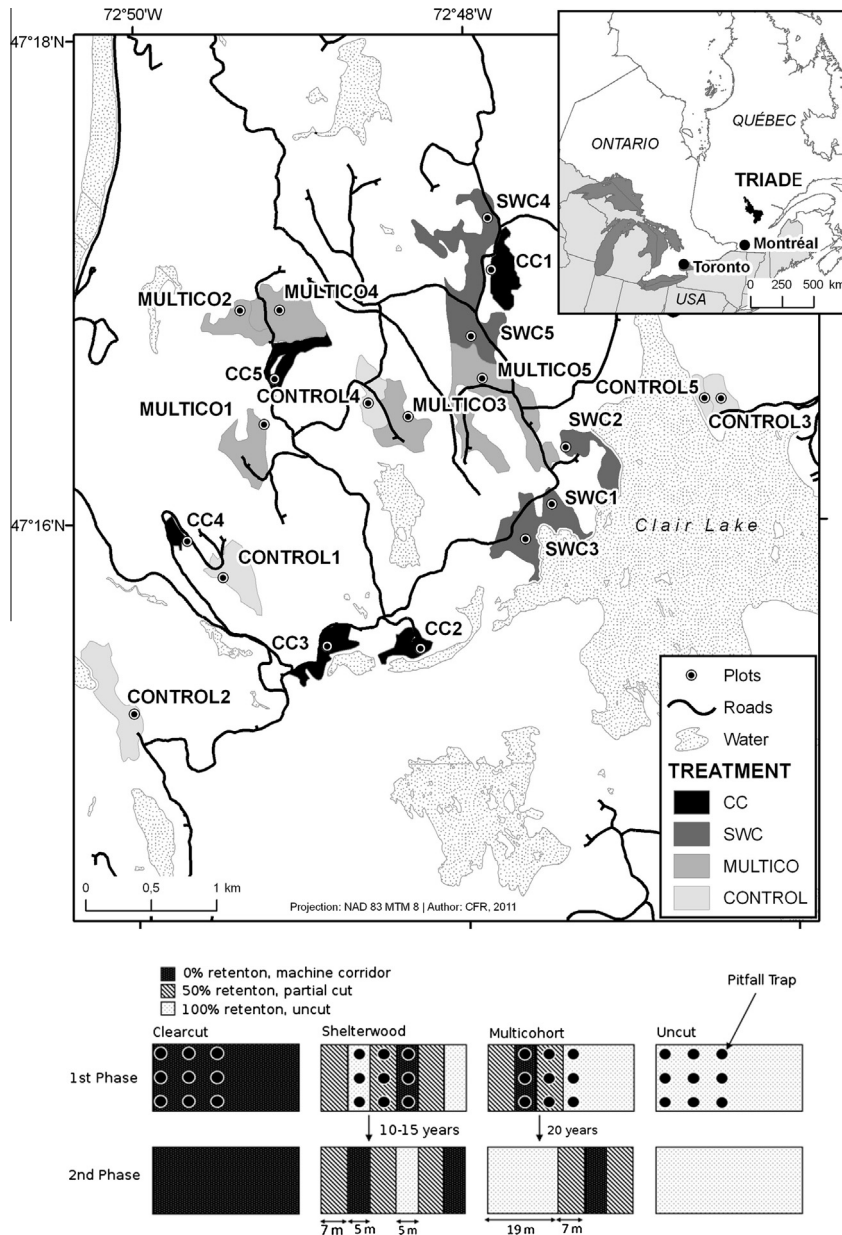 72°50'W
72°48'W
47°18'N
ONTARIO
QUÉBEC
TRIADE
Montréal
Toronto
USA
km
0 250 500
SWC4
CC1
MULTICO2
MULTICO4
SWC5
CC5
MULTICO5
CONTROL4
CONTROL5
MULTICO1
MULTICO3
CONTROL3
SWC2
47°16'N
SWC1
Clair Lake
CC4
SWC3
CONTROL1
CC3
CC2
CONTROL2
Plots
Roads
Water
TREATMENT
CC
SWC
MULTICO
CONTROL
0 0,5 1 km
Projection: NAD 83 MTM 8 | Author: CFR, 2011
0% retenton, machine corridor
50% retenton, partial cut
100% retenton, uncut
Pitfall Trap
Clearcut
Shelterwood
Multicohort
Uncut
1st Phase
10-15 years
20 years
2nd Phase
7 m
5 m
5 m
19 m
7 m